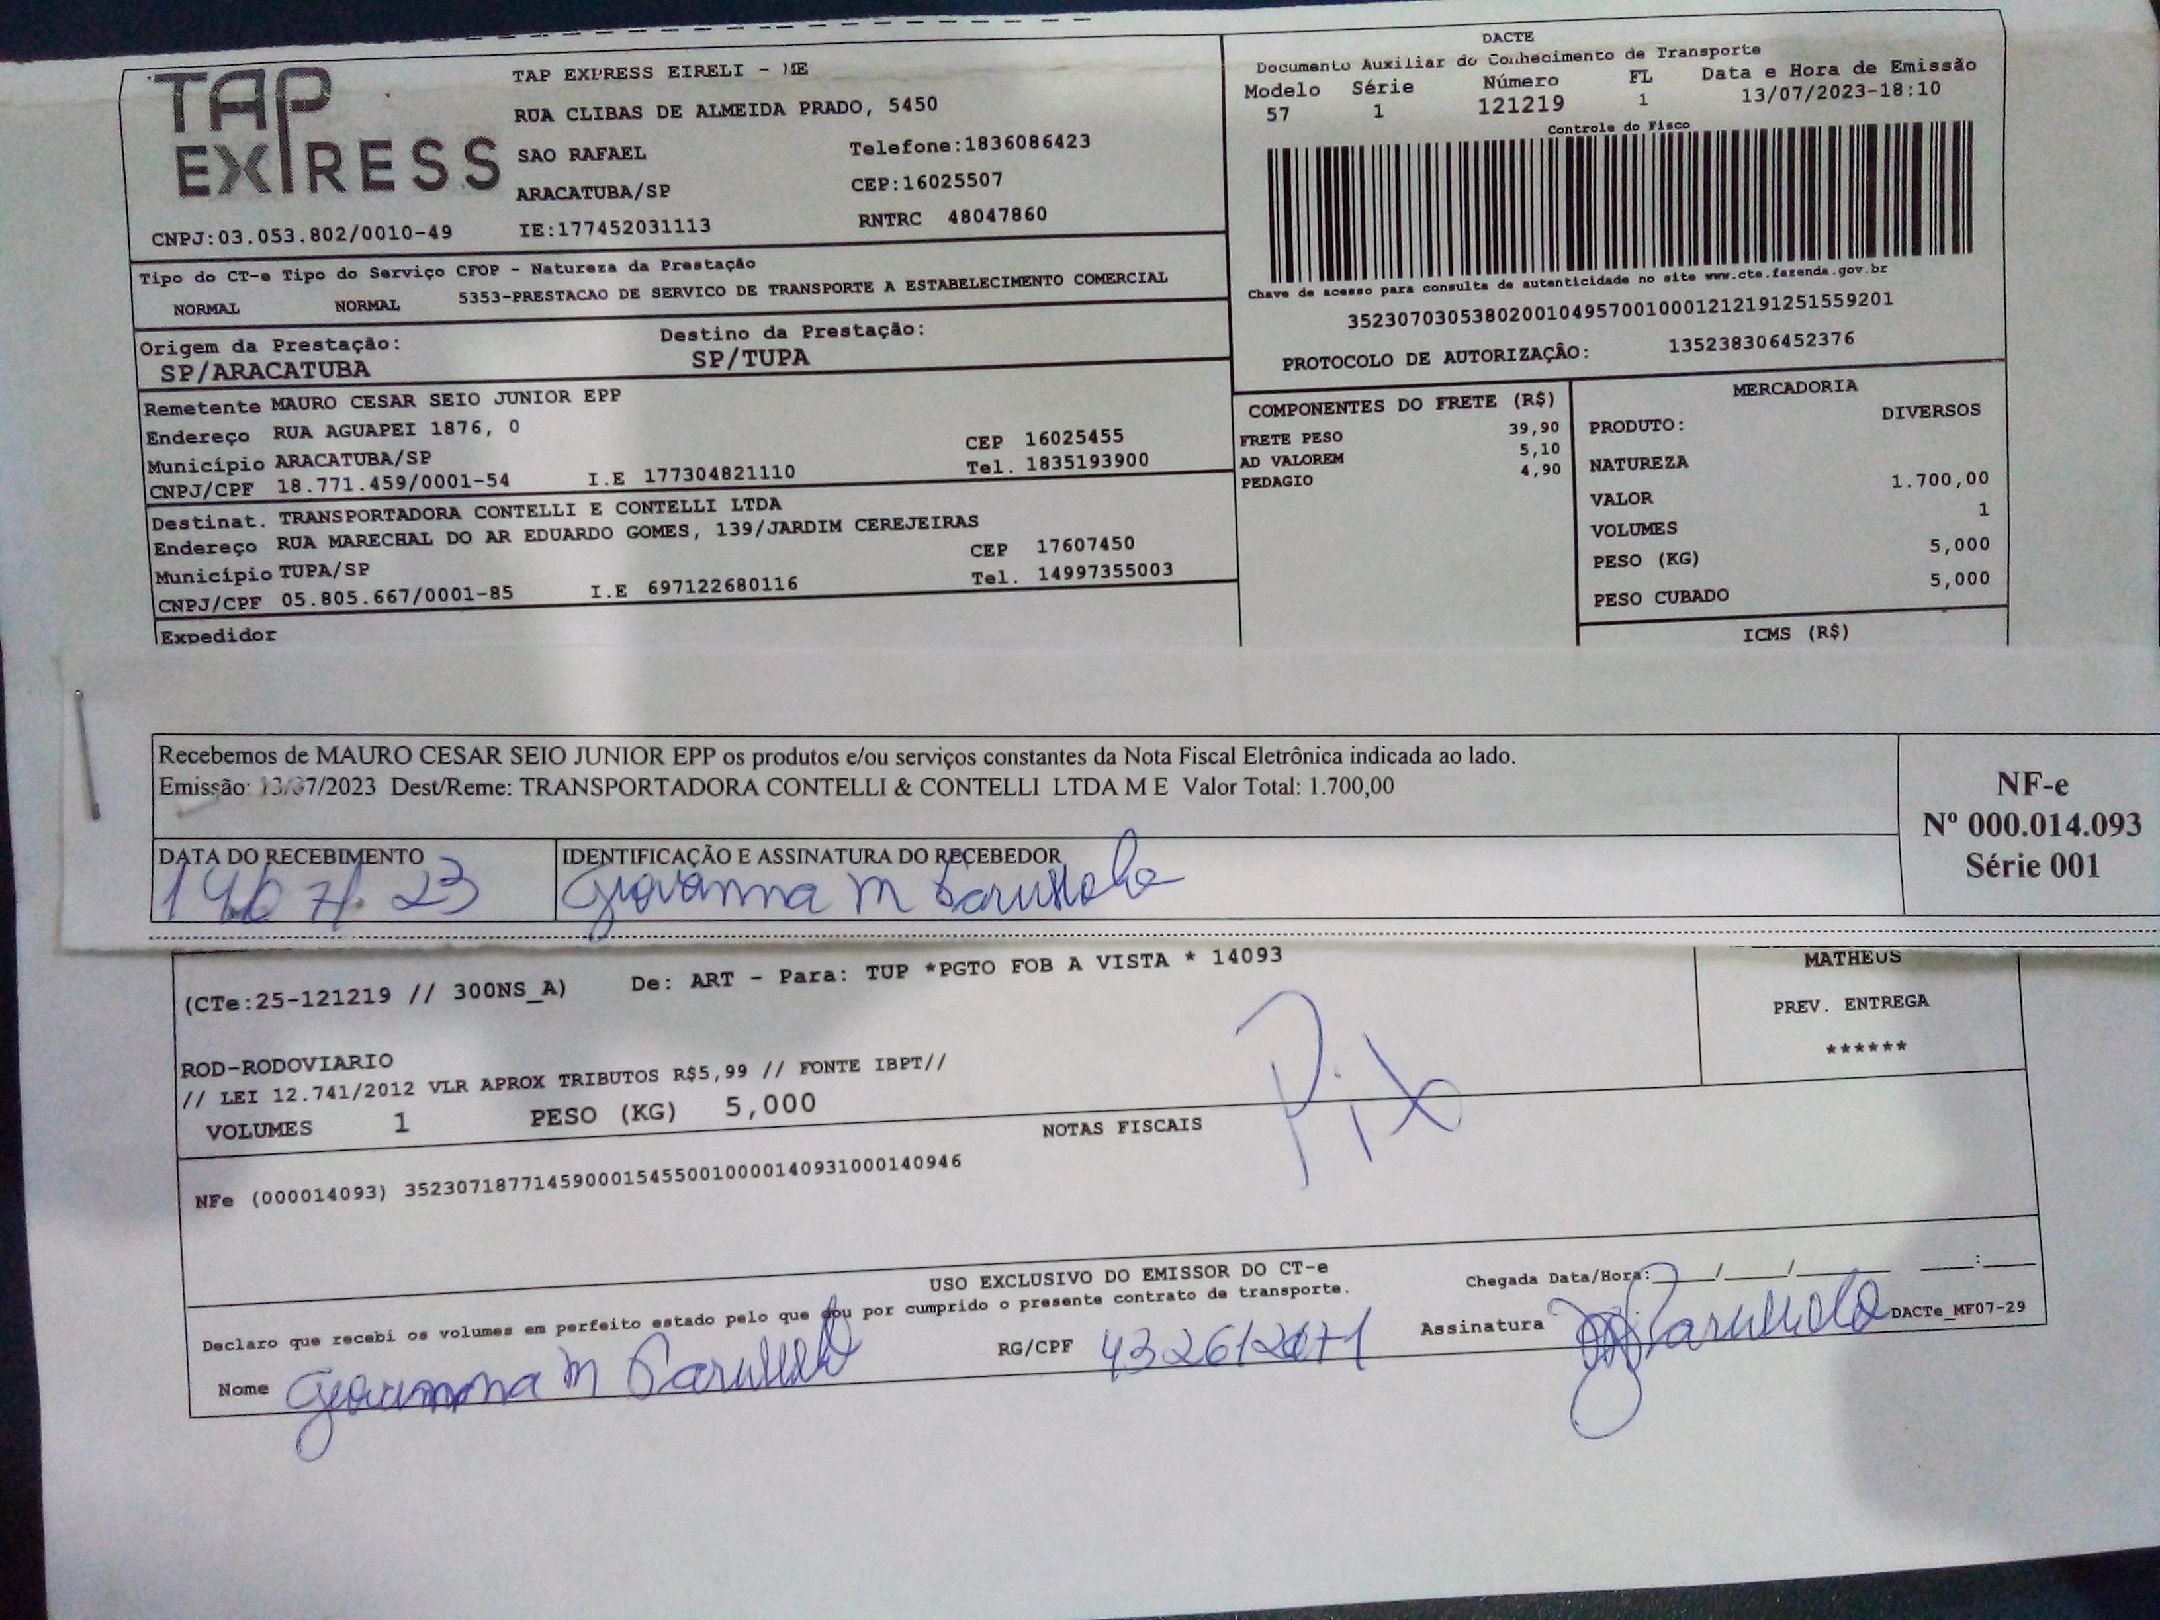 TAP EXPRESS
TAP EXPRESS EIRELI - ME
RUA CLIBAS DE ALMEIDA PRADO, 5450
SAO RAFAEL Telefone:1836086423
ARACATUBA/SP CEP:16025507
CNPJ:03.053.802/0010-49 IE:177452031113 RNTRC 48047860
DACTE
Documento Auxiliar do Conhecimento de Transporte
Modelo Série Número FL Data e Hora de Emissão
57 1 121219 1 13/07/2023-18:10
Controle do Fisco
Chave de acesso para consulta de autenticidade no site www.cte.fazenda.gov.br
35230703053802001049570010001212191251559201
PROTOCOLO DE AUTORIZAÇÂO: 135238306452376
Tipo do CT-e Tipo do Serviço CFOP - Natureza da Prestação
NORMAL NORMAL 5353-PRESTACAO DE SERVICO DE TRANSPORTE A ESTABELECIMENTO COMERCIAL
Origem da Prestação: Destino da Prestação:
SP/ARACATUBA SP/TUPA
Remetente MAURO CESAR SEIO JUNIOR EPP
Endereço RUA AGUAPEI 1876, 0
Município ARACATUBA/SP CEP 16025455
CNPJ/CPF 18.771.459/0001-54 I.E 177304821110 Tel. 1835193900
Destinat. TRANSPORTADORA CONTELLI E CONTELLI LTDA
Endereço RUA MARECHAL DO AR EDUARDO GOMES, 139/JARDIM CEREJEIRAS
Município TUPA/SP CEP 17607450
CNPJ/CPF 05.805.667/0001-85 I.E 697122680116 Tel. 14997355003
Expedidor
COMPONENTES DO FRETE (R$)
FRETE PESO 39,90
AD VALOREM 5,10
PEDAGIO 4,90
MERCADORIA
PRODUTO: DIVERSOS
NATUREZA
VALOR 1.700,00
VOLUMES 1
PESO (KG) 5,000
PESO CUBADO 5,000
ICMS (R$)
Recebemos de MAURO CESAR SEIO JUNIOR EPP os produtos e/ou serviços constantes da Nota Fiscal Eletrônica indicada ao lado.
Emissão: 13/07/2023 Dest/Reme: TRANSPORTADORA CONTELLI & CONTELLI LTDA M E Valor Total: 1.700,00
NF-e
Nº 000.014.093
Série 001
DATA DO RECEBIMENTO IDENTIFICAÇÃO E ASSINATURA DO RECEBEDOR
14 07 23 Giovanna M
(CTe:25-121219 // 300NS_A) De: ART - Para: TUP *PGTO FOB A VISTA * 14093
MATHEUS
PREV. ENTREGA
******
Pix
ROD-RODOVIARIO
// LEI 12.741/2012 VLR APROX TRIBUTOS R$5,99 // FONTE IBPT//
VOLUMES 1 PESO (KG) 5,000
NOTAS FISCAIS
NFe (000014093) 35230718771459000154550010000140931000140946
USO EXCLUSIVO DO EMISSOR DO CT-e
Declaro que recebi os volumes em perfeito estado pelo que dou por cumprido o presente contrato de transporte.
Chegada Data/Hora:____/____/______ ____:____
Nome Giovanna M RG/CPF Assinatura DACTe_MF07-29